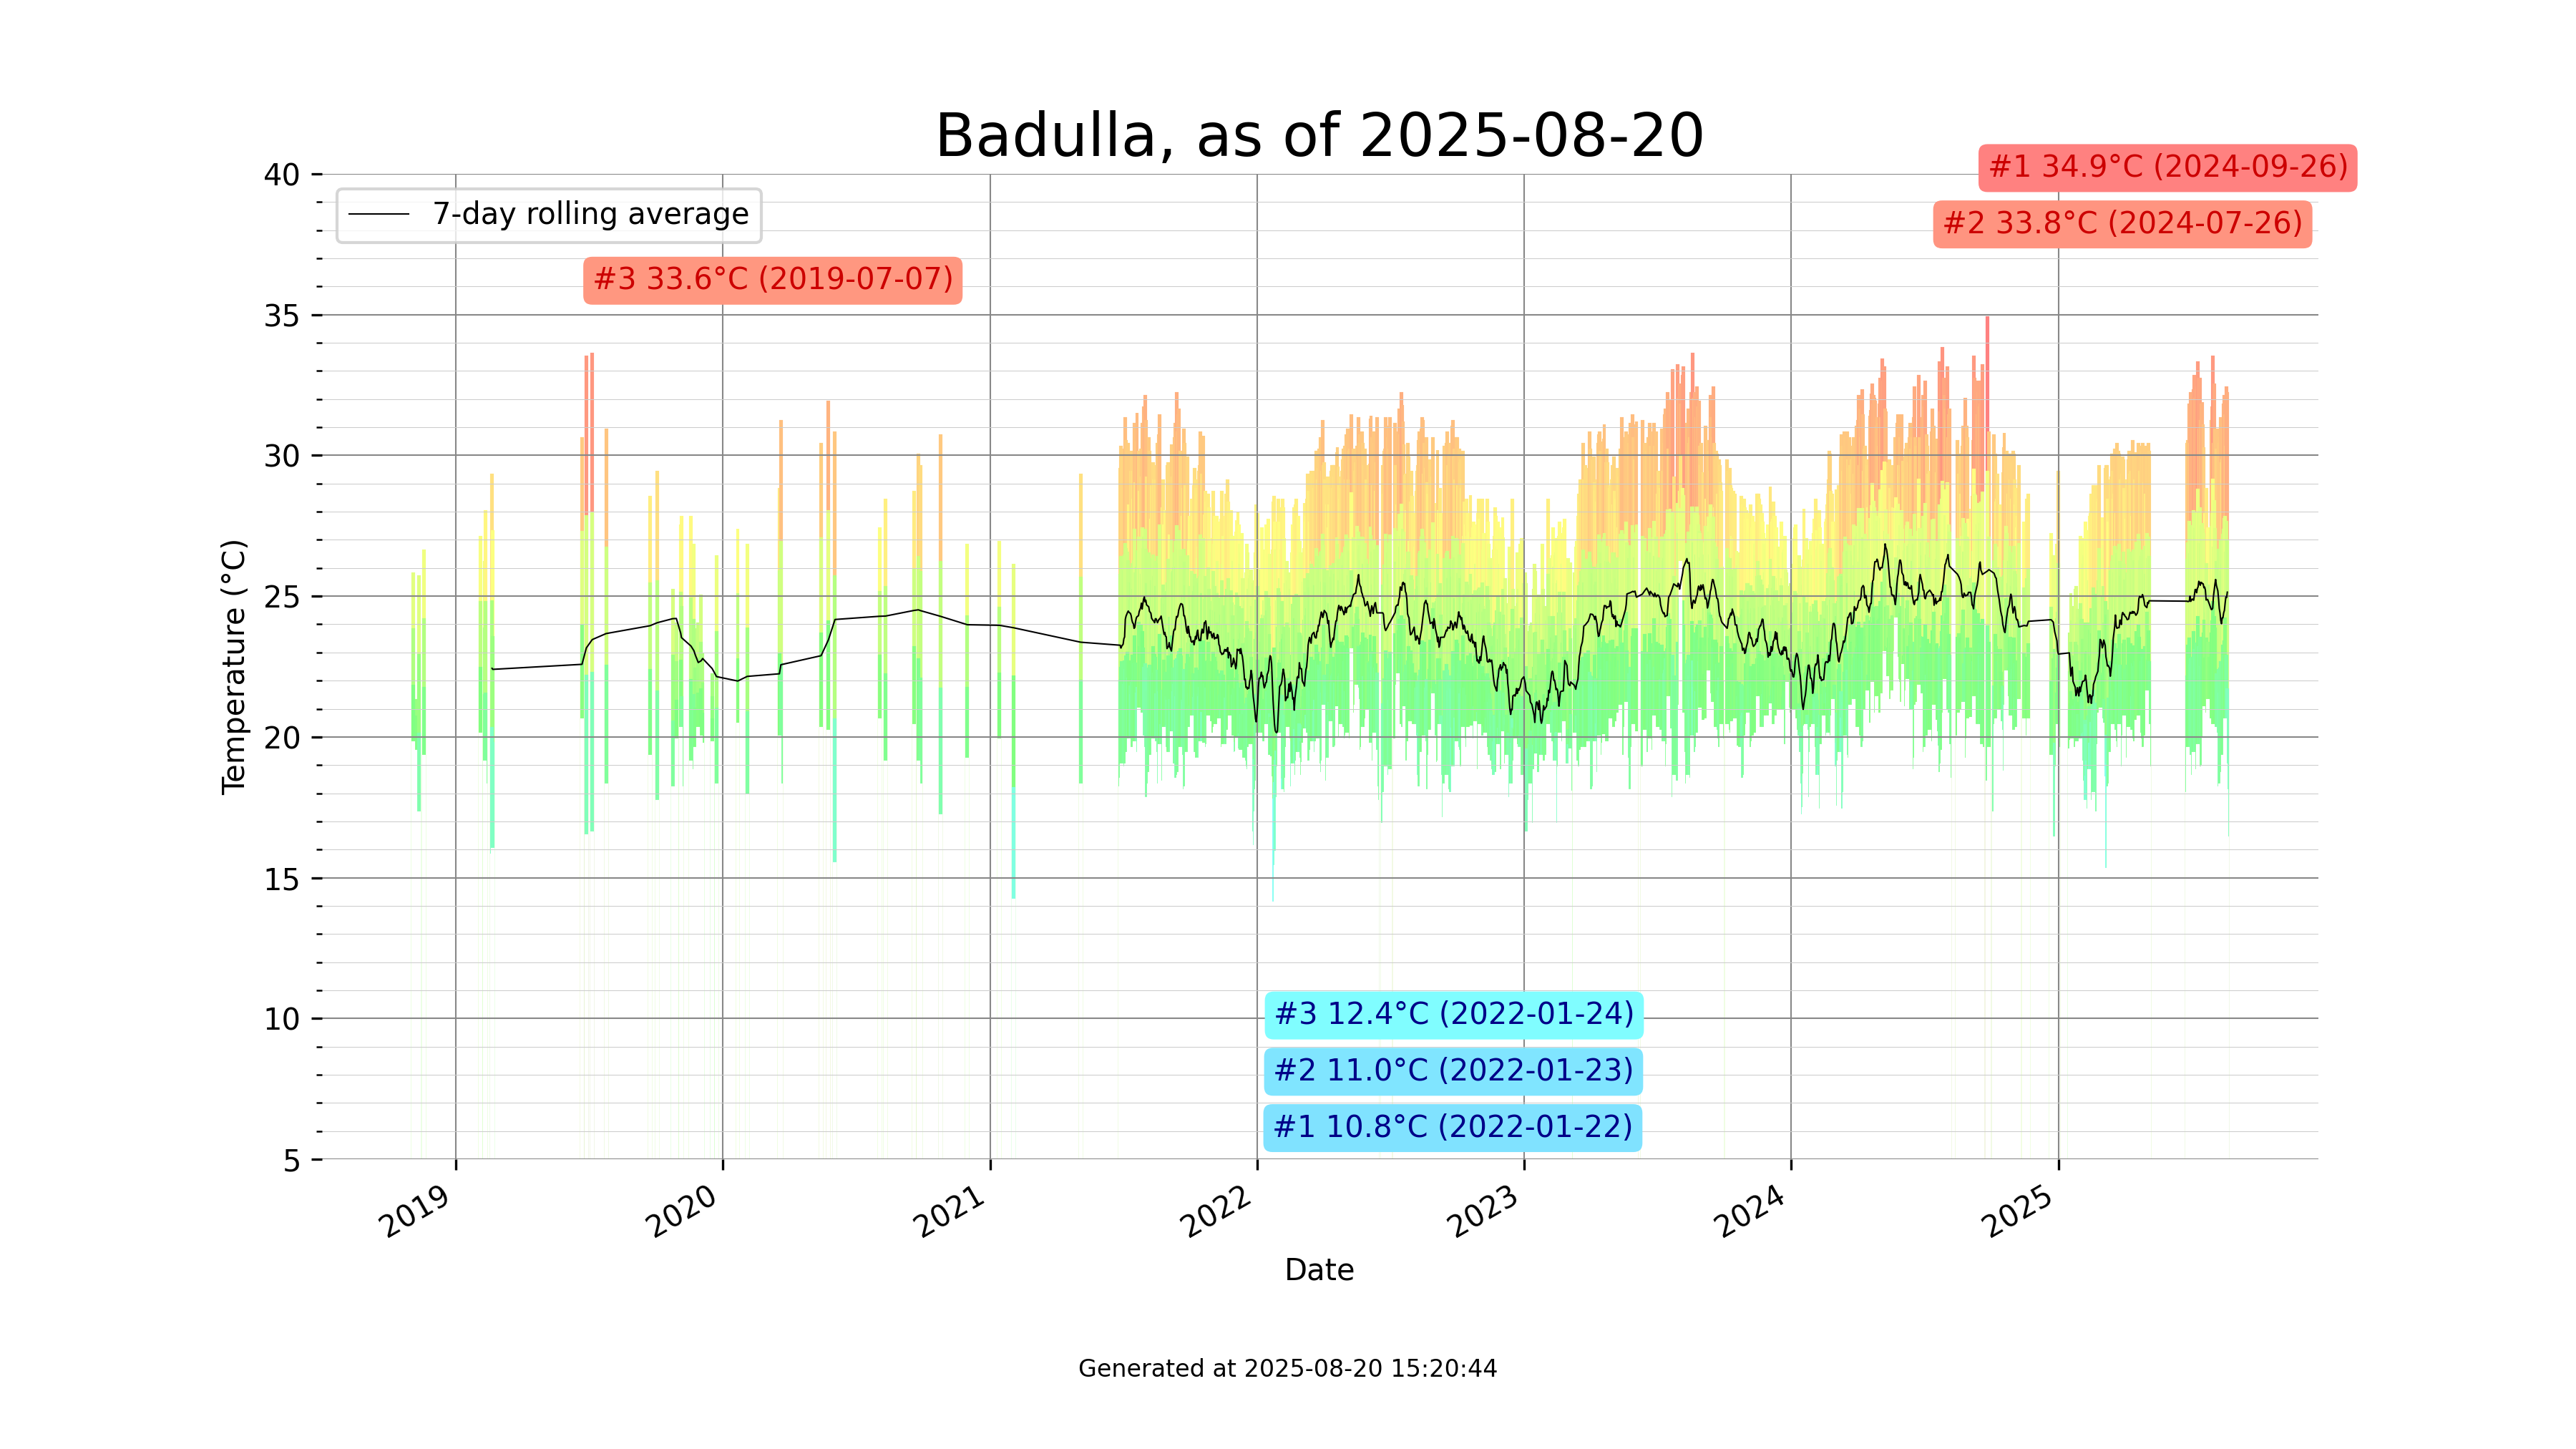 Badulla, as of 2025-08-20
#1 34.9°C (2024-09-26)
#2 33.8°C (2024-07-26)
#3 33.6°C (2019-07-07)
7-day rolling average
40
35
30
25
20
15
10
5
Temperature (°C)
#3 12.4°C (2022-01-24)
#2 11.0°C (2022-01-23)
#1 10.8°C (2022-01-22)
2019
2020
2021
2022
2023
2024
2025
Date
Generated at 2025-08-20 15:20:44